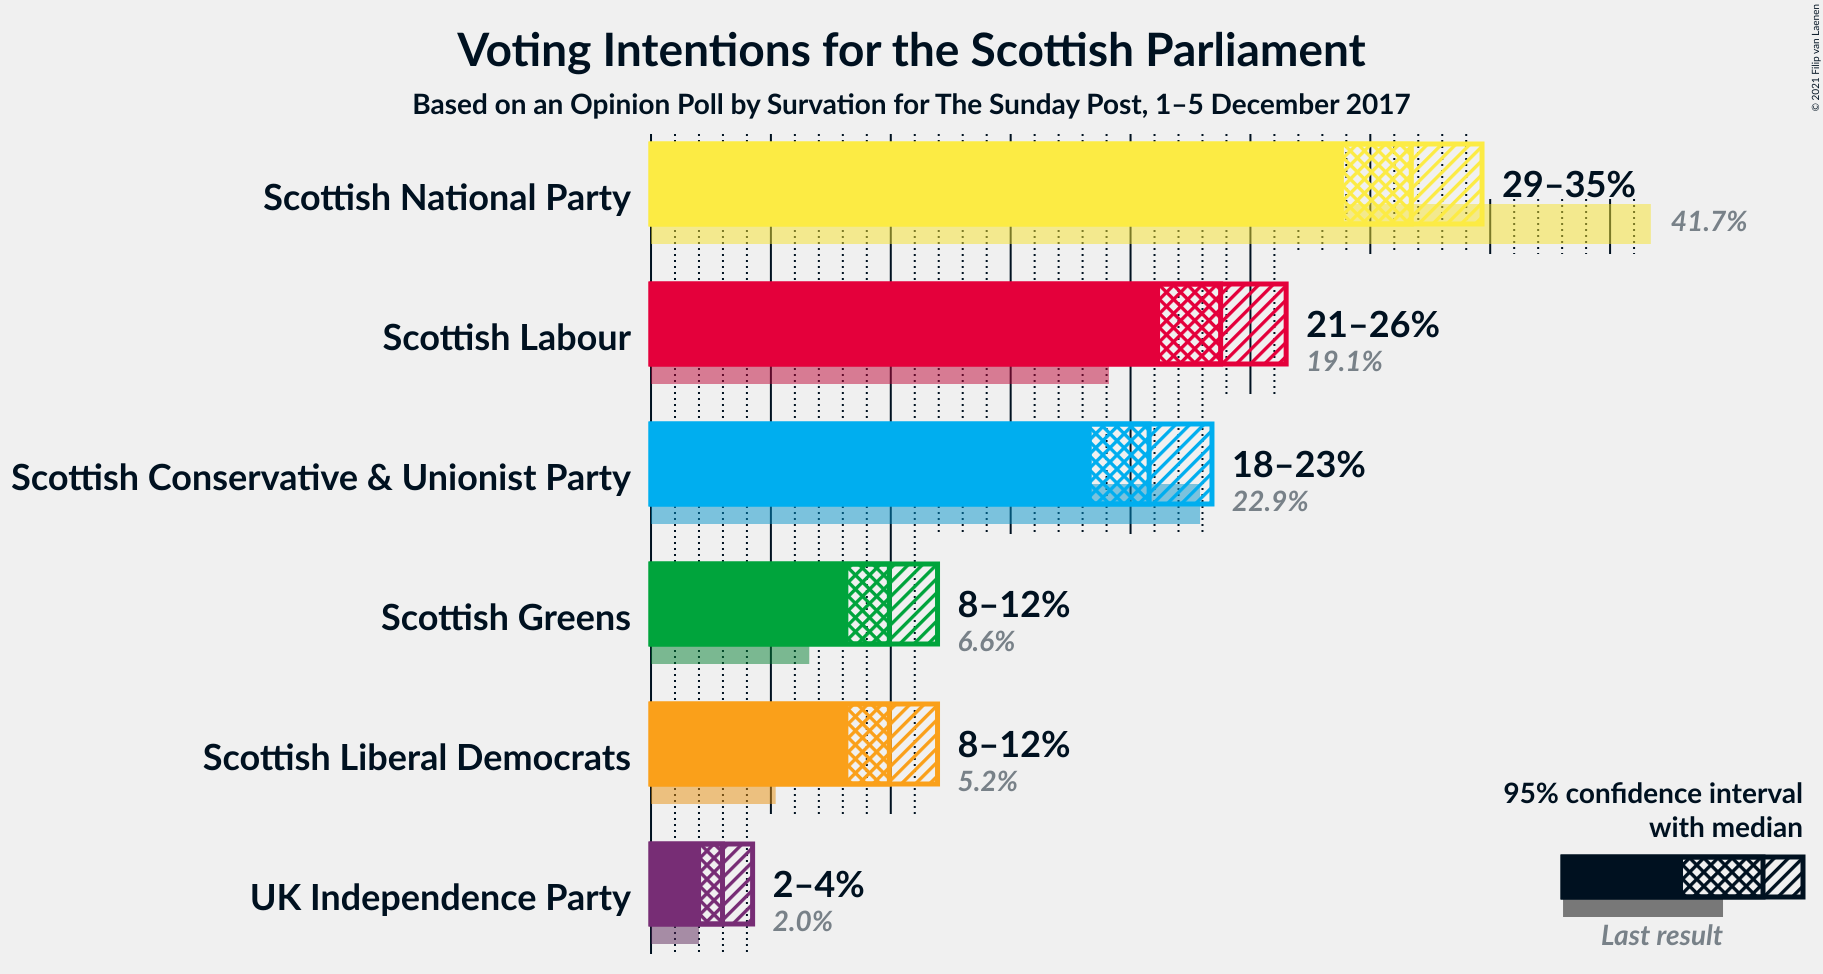 Voting Intentions for the Scottish Parliament
Based on an Opinion Poll by Survation for The Sunday Post, 1–5 December 2017
© 2021 Filip van Laenen
Scottish National Party
29–35%
41.7%
Scottish Labour
21–26%
19.1%
Scottish Conservative & Unionist Party
18–23%
22.9%
Scottish Greens
8–12%
6.6%
Scottish Liberal Democrats
8–12%
5.2%
UK Independence Party
2–4%
2.0%
95% confidence interval
with median
Last result